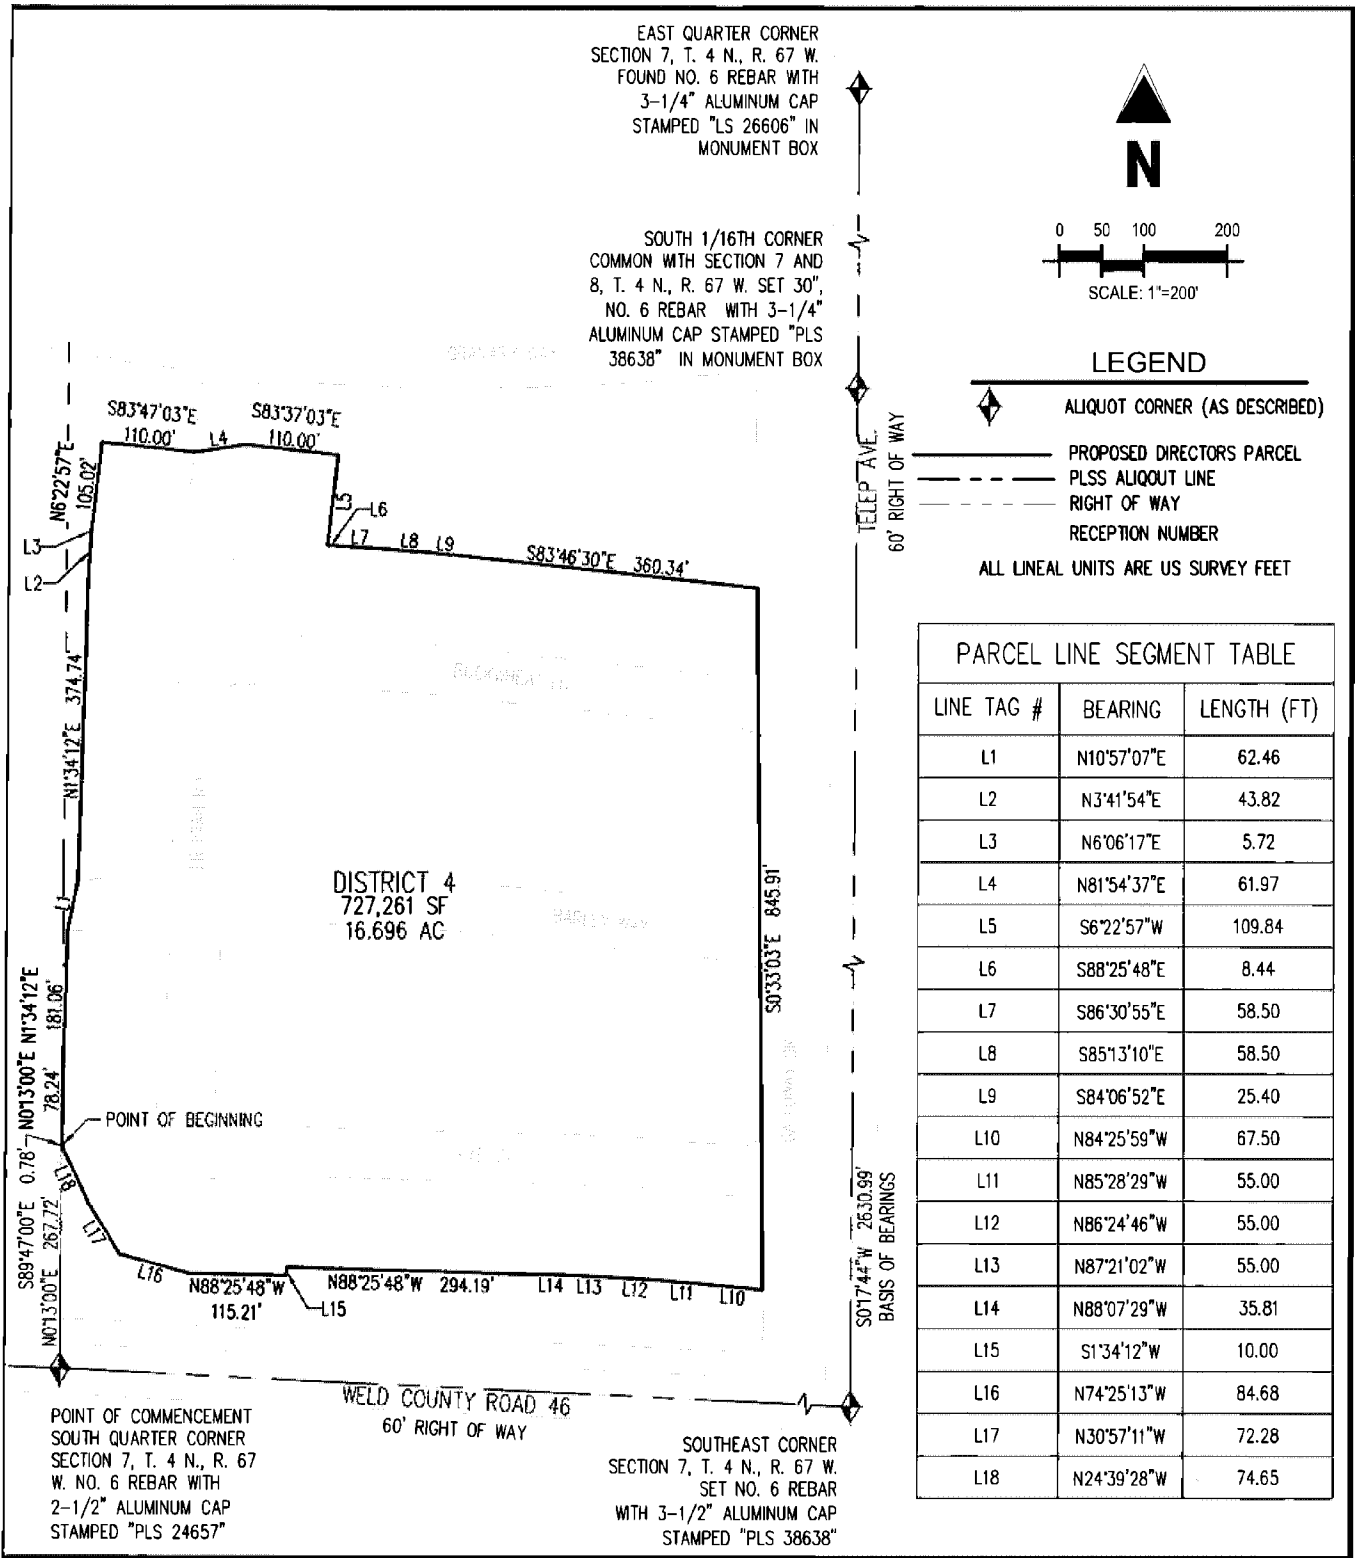 EAST QUARTER CORNER
SECTION 7, T. 4 N., R. 67 W.
FOUND NO. 6 REBAR WITH
3-1/4" ALUMINUM CAP
STAMPED "LS 26606" IN
MONUMENT BOX
N
0 50 100 200
SCALE: 1"=200'
SOUTH 1/16TH CORNER
COMMON WITH SECTION 7 AND
8, T. 4 N., R. 67 W. SET 30",
NO. 6 REBAR WITH 3-1/4"
ALUMINUM CAP STAMPED "PLS
38638" IN MONUMENT BOX
LEGEND
ALIQUOT CORNER (AS DESCRIBED)
PROPOSED DIRECTORS PARCEL
PLSS ALIQOUT LINE
RIGHT OF WAY
RECEPTION NUMBER
ALL LINEAL UNITS ARE US SURVEY FEET
TELEP AVE.
60' RIGHT OF WAY
S83°47'03"E
110.00'
L4
S83°37'03"E
110.00'
N6°22'57"E
105.02'
L3
L2
L5
L6
L7
L8
L9
S83°46'30"E 360.34'
N1°34'12"E 374.74'
L1
DISTRICT 4
727,261 SF
16.696 AC
S0°33'03"E 845.91'
N0°13'00"E N1°34'12"E
78.24' 181.06'
POINT OF BEGINNING
S89°47'00"E 0.78'
N0°13'00"E 267.72'
L18
L17
L16
N88°25'48"W
115.21'
L15
N88°25'48"W 294.19'
L14
L13
L12
L11
L10
S0°17'44"W 2630.99'
BASIS OF BEARINGS
WELD COUNTY ROAD 46
60' RIGHT OF WAY
POINT OF COMMENCEMENT
SOUTH QUARTER CORNER
SECTION 7, T. 4 N., R. 67
W. NO. 6 REBAR WITH
2-1/2" ALUMINUM CAP
STAMPED "PLS 24657"
SOUTHEAST CORNER
SECTION 7, T. 4 N., R. 67 W.
SET NO. 6 REBAR
WITH 3-1/2" ALUMINUM CAP
STAMPED "PLS 38638"
PARCEL LINE SEGMENT TABLE
LINE TAG # BEARING LENGTH (FT)
L1 N10°57'07"E 62.46
L2 N3°41'54"E 43.82
L3 N6°06'17"E 5.72
L4 N81°54'37"E 61.97
L5 S6°22'57"W 109.84
L6 S88°25'48"E 8.44
L7 S86°30'55"E 58.50
L8 S85°13'10"E 58.50
L9 S84°06'52"E 25.40
L10 N84°25'59"W 67.50
L11 N85°28'29"W 55.00
L12 N86°24'46"W 55.00
L13 N87°21'02"W 55.00
L14 N88°07'29"W 35.81
L15 S1°34'12"W 10.00
L16 N74°25'13"W 84.68
L17 N30°57'11"W 72.28
L18 N24°39'28"W 74.65